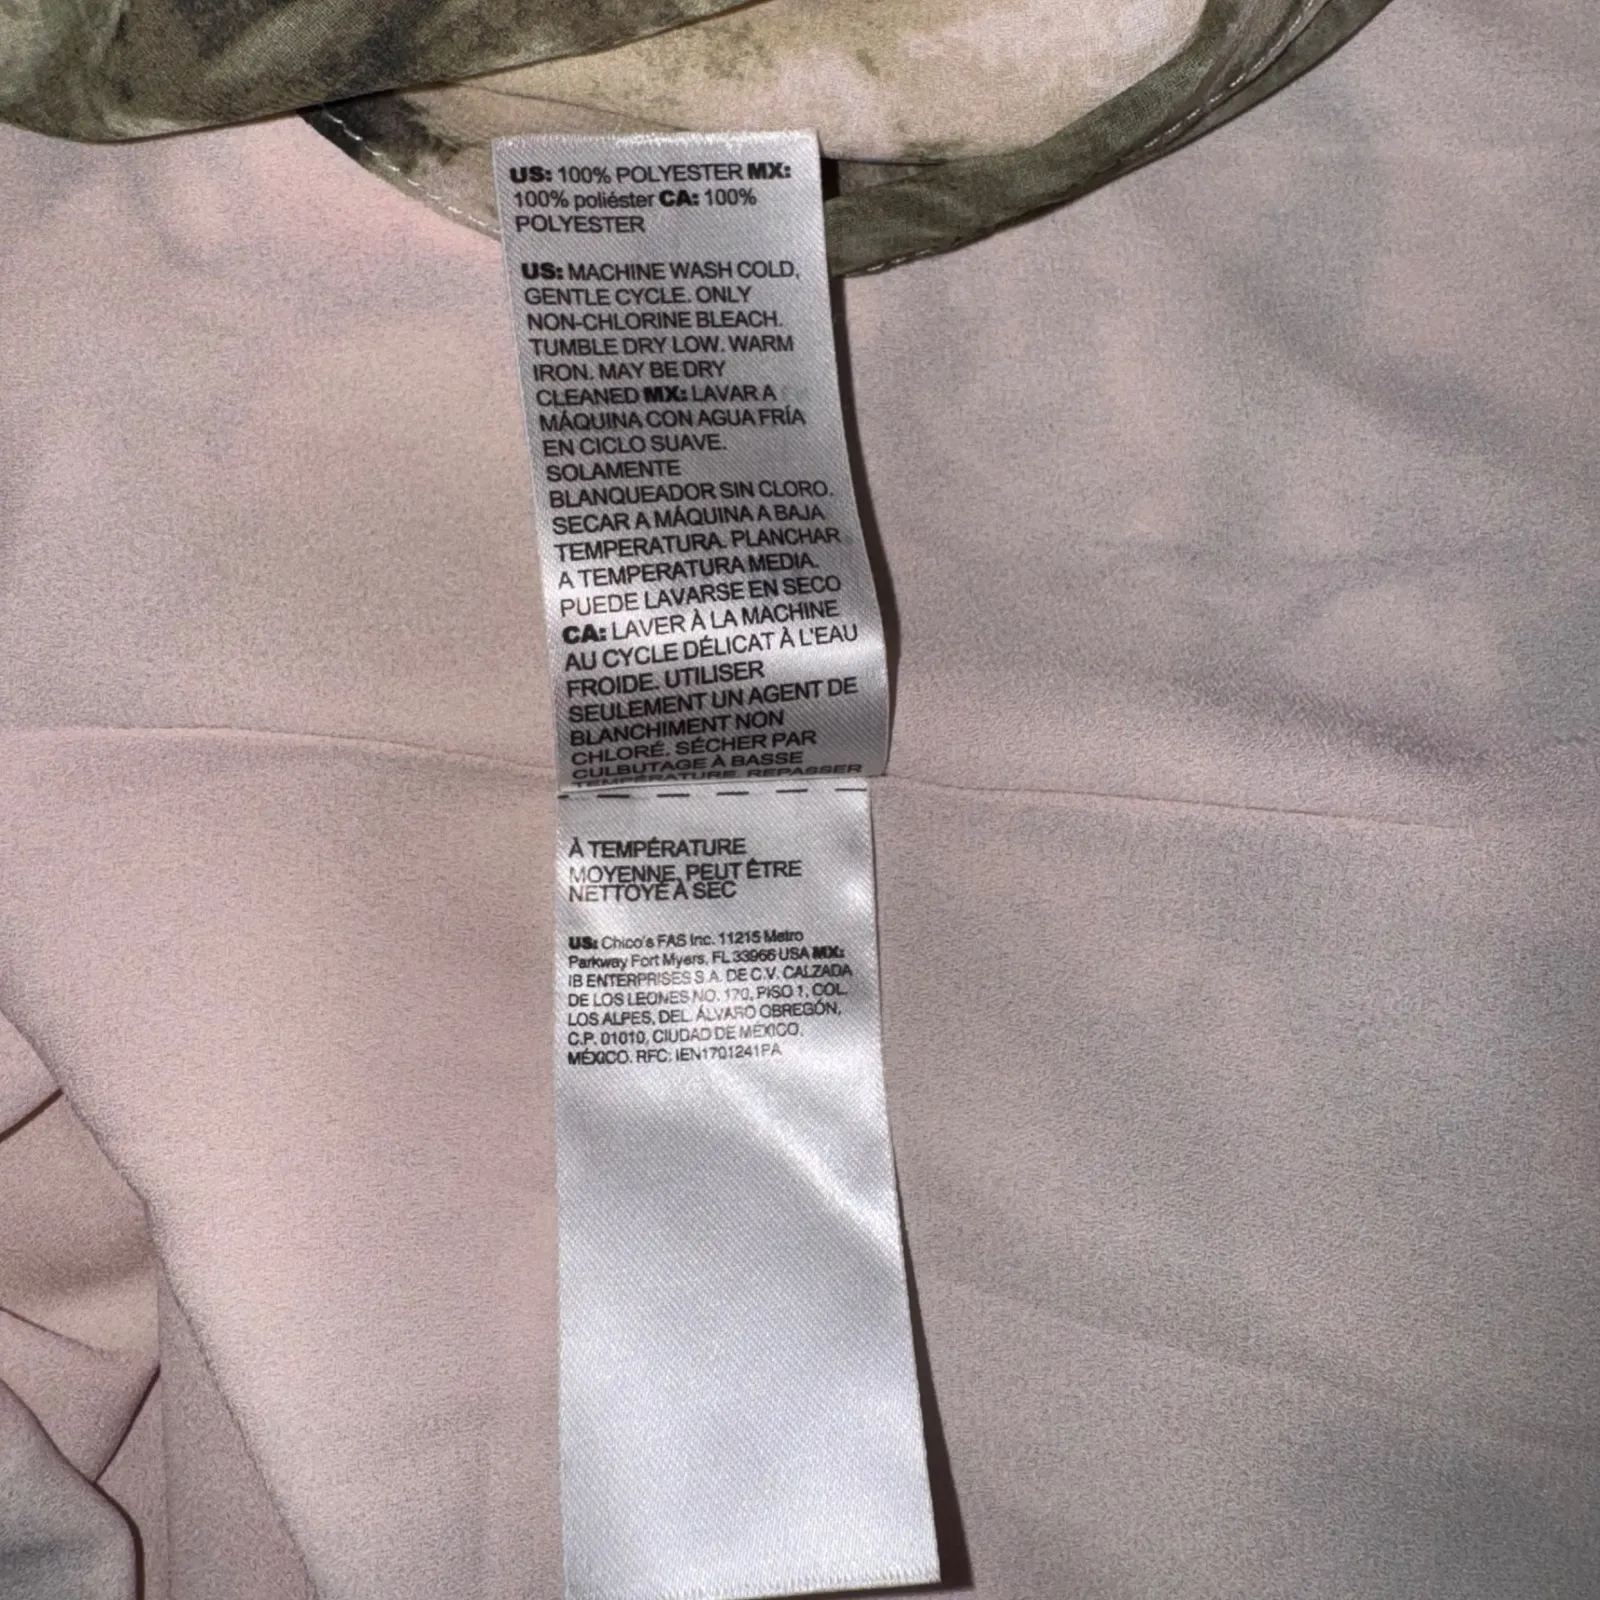 US: 100% POLYESTER MX:
100% poliéster CA: 100%
POLYESTER
US: MACHINE WASH COLD,
GENTLE CYCLE. ONLY
NON-CHLORINE BLEACH.
TUMBLE DRY LOW. WARM
IRON. MAY BE DRY
CLEANED MX: LAVAR A
MÁQUINA CON AGUA FRÍA
EN CICLO SUAVE.
SOLAMENTE
BLANQUEADOR SIN CLORO.
SECAR A MÁQUINA A BAJA
TEMPERATURA. PLANCHAR
A TEMPERATURA MEDIA.
PUEDE LAVARSE EN SECO
CA: LAVER À LA MACHINE
AU CYCLE DÉLICAT À L'EAU
FROIDE. UTILISER
SEULEMENT UN AGENT DE
BLANCHIMENT NON
CHLORÉ. SÉCHER PAR
CULBUTAGE À BASSE
TEMPÉRATURE. REPASSER
À TEMPÉRATURE
MOYENNE. PEUT ÊTRE
NETTOYÉ À SEC
US: Chico's FAS Inc. 11215 Metro
Parkway Fort Myers, FL 33966 USA MX:
IB ENTERPRISES S.A. DE C.V. CALZADA
DE LOS LEONES NO. 170, PISO 1, COL.
LOS ALPES, DEL. ÁLVARO OBREGÓN,
C.P. 01010, CIUDAD DE MÉXICO,
MÉXICO. RFC: IEN1701241PA